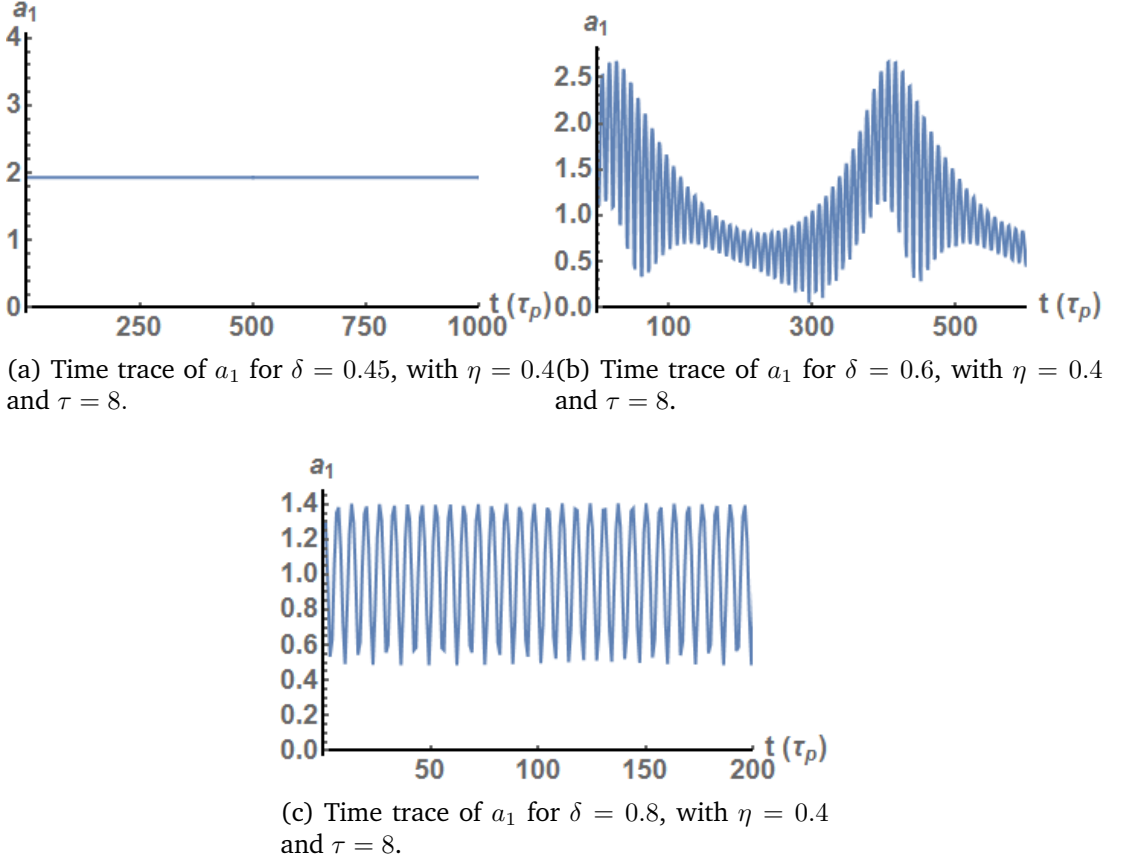 a₁
4
3
2
1
0
250 500 750 1000
t (τₚ)
a₁
2.5
2.0
1.5
1.0
0.5
0.0
100 300 500
t (τₚ)
(a) Time trace of a₁ for δ = 0.45, with η = 0.4
and τ = 8.
(b) Time trace of a₁ for δ = 0.6, with η = 0.4
and τ = 8.
a₁
1.4
1.2
1.0
0.8
0.6
0.4
0.2
0.0
50 100 150 200
t (τₚ)
(c) Time trace of a₁ for δ = 0.8, with η = 0.4
and τ = 8.